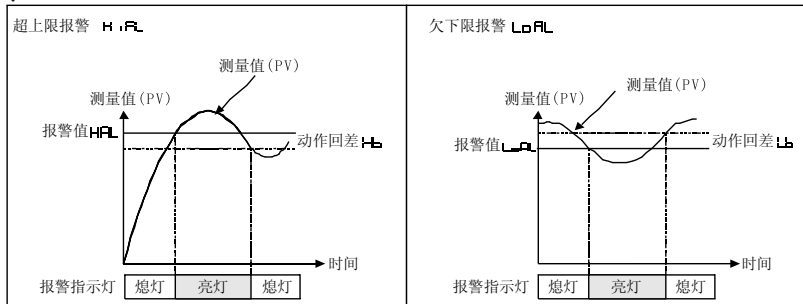 超上限报警 HiAL
测量值(PV)
测量值(PV)
报警值HAL
动作回差Hb
时间
报警指示灯 熄灯 亮灯 熄灯
欠下限报警 LoAL
测量值(PV)
测量值(PV)
动作回差Lb
报警值LoAL
时间
报警指示灯 熄灯 亮灯 熄灯